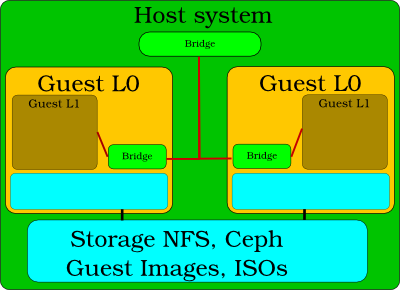 Host system
Bridge
Guest L0
Guest L0
Guest L1
Guest L1
Bridge
Bridge
Storage NFS, Ceph
Guest Images, ISOs